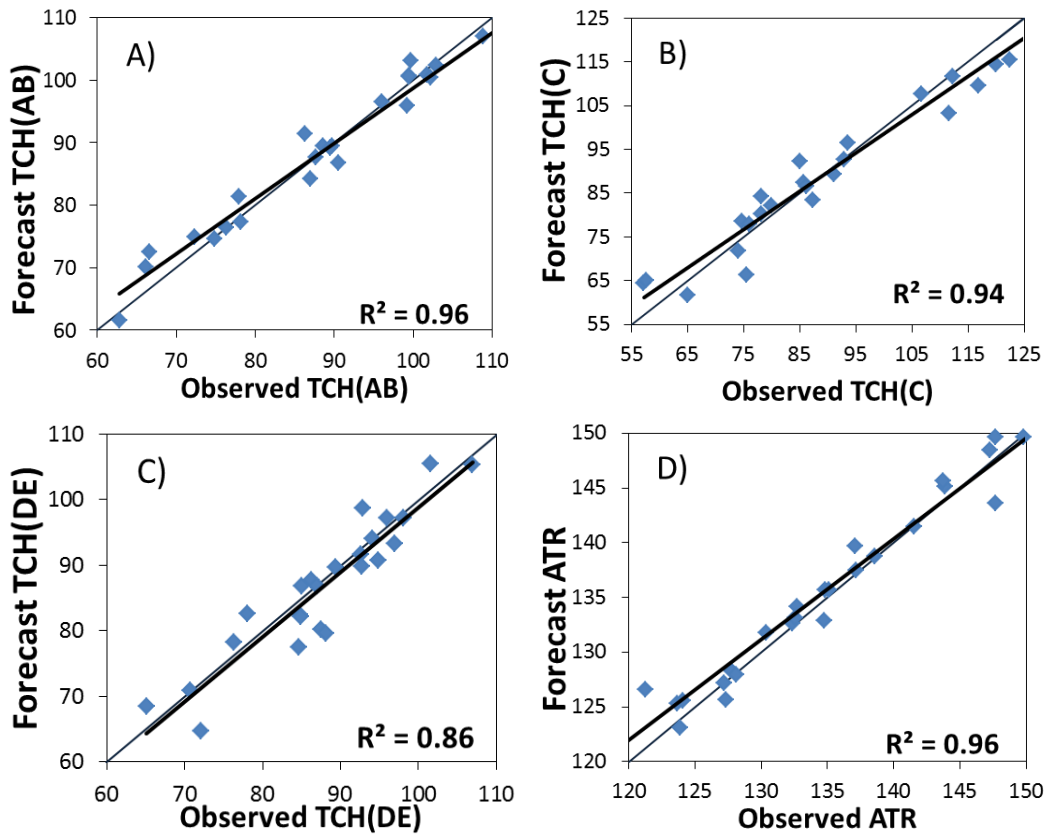 A)
Forecast TCH(AB)
110
100
90
80
70
60
R² = 0.96
60 70 80 90 100 110
Observed TCH(AB)
B)
Forecast TCH(C)
125
115
105
95
85
75
65
55
R² = 0.94
55 65 75 85 95 105 115 125
Observed TCH(C)
C)
Forecast TCH(DE)
110
100
90
80
70
60
R² = 0.86
60 70 80 90 100 110
Observed TCH(DE)
D)
Forecast ATR
150
145
140
135
130
125
120
R² = 0.96
120 125 130 135 140 145 150
Observed ATR